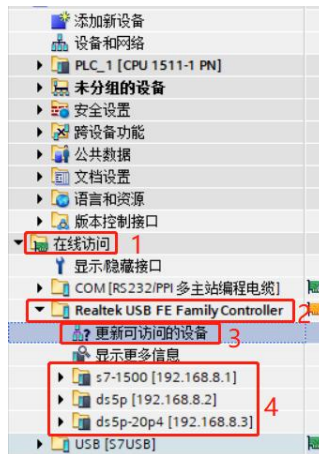 添加新设备
设备和网络
PLC_1 [CPU 1511-1 PN]
未分组的设备
安全设置
跨设备功能
公共数据
文档设置
语言和资源
版本控制接口
在线访问 1
显示/隐藏接口
COM [RS232/PPI 多主站编程电缆]
Realtek USB FE Family Controller 2
更新可访问的设备 3
显示更多信息
s7-1500 [192.168.8.1]
ds5p [192.168.8.2] 4
ds5p-20p4 [192.168.8.3]
USB [S7USB]